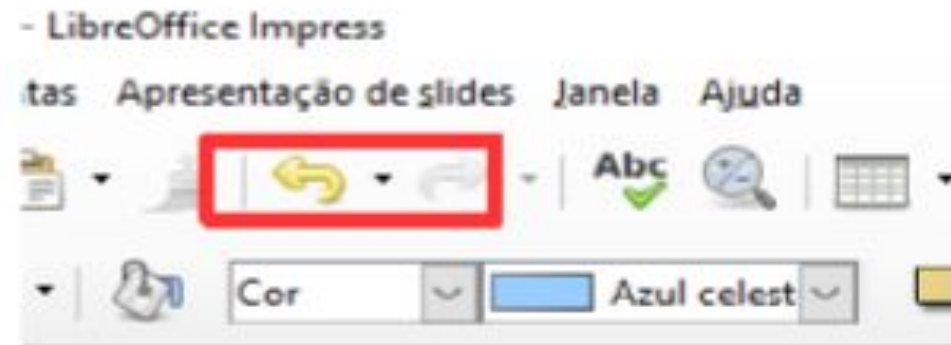 - LibreOffice Impress
tas Apresentação de slides Janela Ajuda
Abc
Cor Azul celest